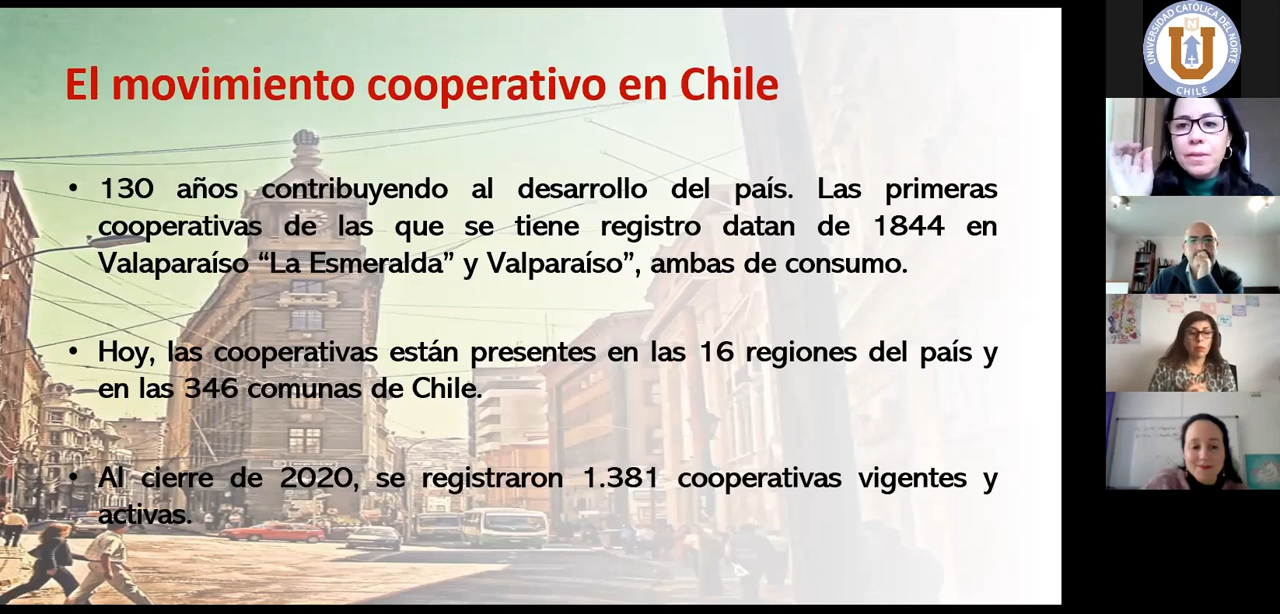 El movimiento cooperativo en Chile
• 130 años contribuyendo al desarrollo del país. Las primeras
cooperativas de las que se tiene registro datan de 1844 en
Valaparaíso “La Esmeralda” y Valparaíso”, ambas de consumo.
• Hoy, las cooperativas están presentes en las 16 regiones del país y
en las 346 comunas de Chile.
• Al cierre de 2020, se registraron 1.381 cooperativas vigentes y
activas.
UNIVERSIDAD CATÓLICA DEL NORTE
N
CHILE